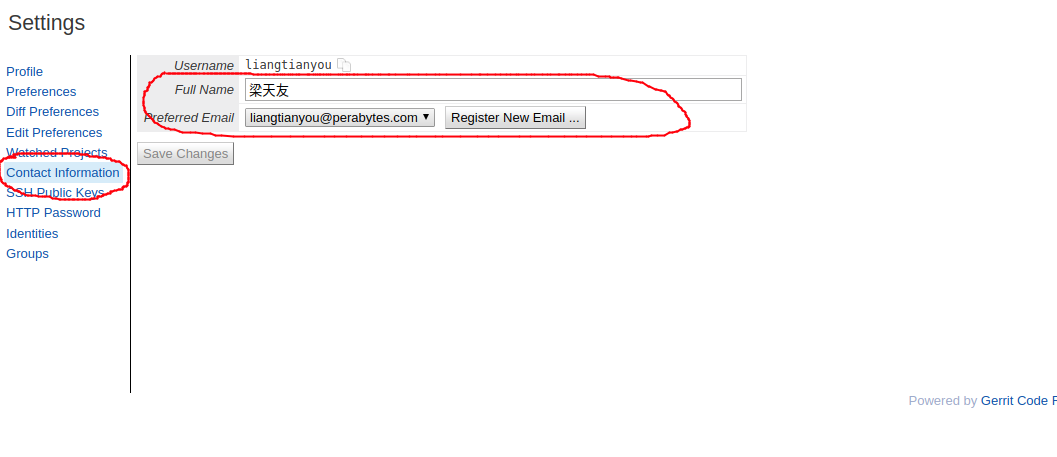 Settings
Profile
Preferences
Diff Preferences
Edit Preferences
Watched Projects
Contact Information
SSH Public Keys
HTTP Password
Identities
Groups
Username liangtianyou
Full Name 梁天友
Preferred Email liangtianyou@perabytes.com Register New Email ...
Save Changes
Powered by Gerrit Code R